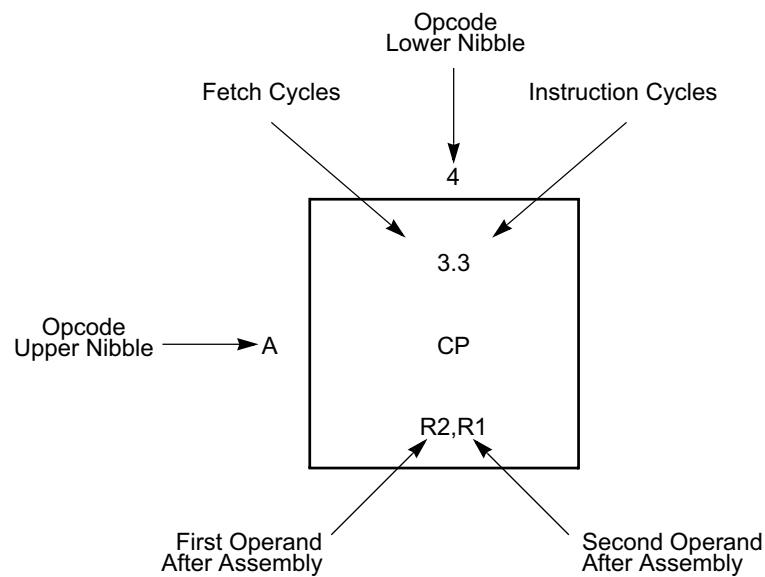 Opcode
Lower Nibble
Fetch Cycles
Instruction Cycles
4
3.3
Opcode
Upper Nibble
A
CP
R2,R1
First Operand
After Assembly
Second Operand
After Assembly